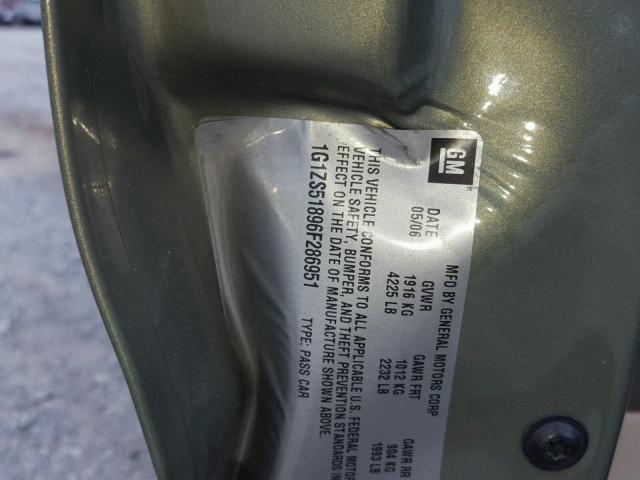 GM
MFD BY GENERAL MOTORS CORP
DATE GVWR GAWR FRT GAWR RR
05/06 1916 KG 1012 KG 904 KG
4225 LB 2232 LB 1993 LB
THIS VEHICLE CONFORMS TO ALL APPLICABLE U.S. FEDERAL MOTOR
VEHICLE SAFETY, BUMPER, AND THEFT PREVENTION STANDARDS IN
EFFECT ON THE DATE OF MANUFACTURE SHOWN ABOVE.
1G1ZS51896F286951 TYPE: PASS CAR